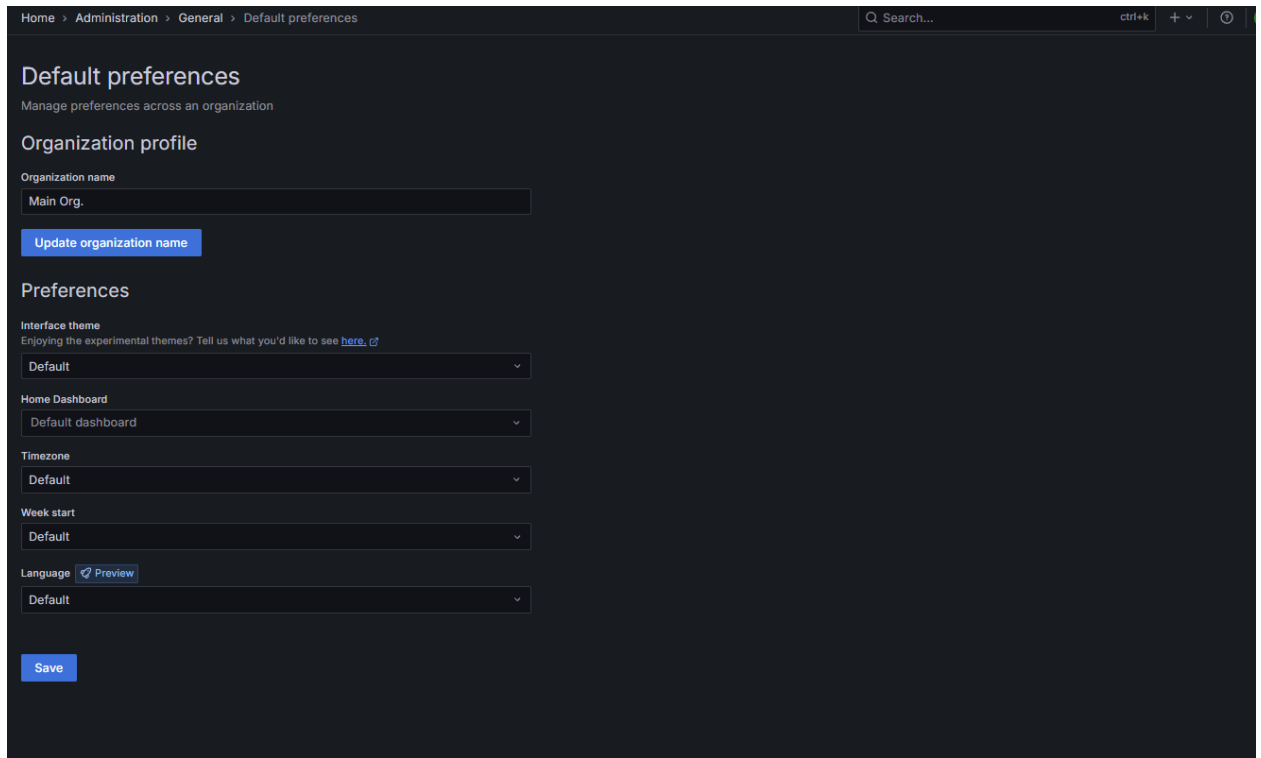 Home › Administration › General › Default preferences
Search... ctrl+k
Default preferences
Manage preferences across an organization
Organization profile
Organization name
Main Org.
Update organization name
Preferences
Interface theme
Enjoying the experimental themes? Tell us what you'd like to see here.
Default
Home Dashboard
Default dashboard
Timezone
Default
Week start
Default
Language Preview
Default
Save